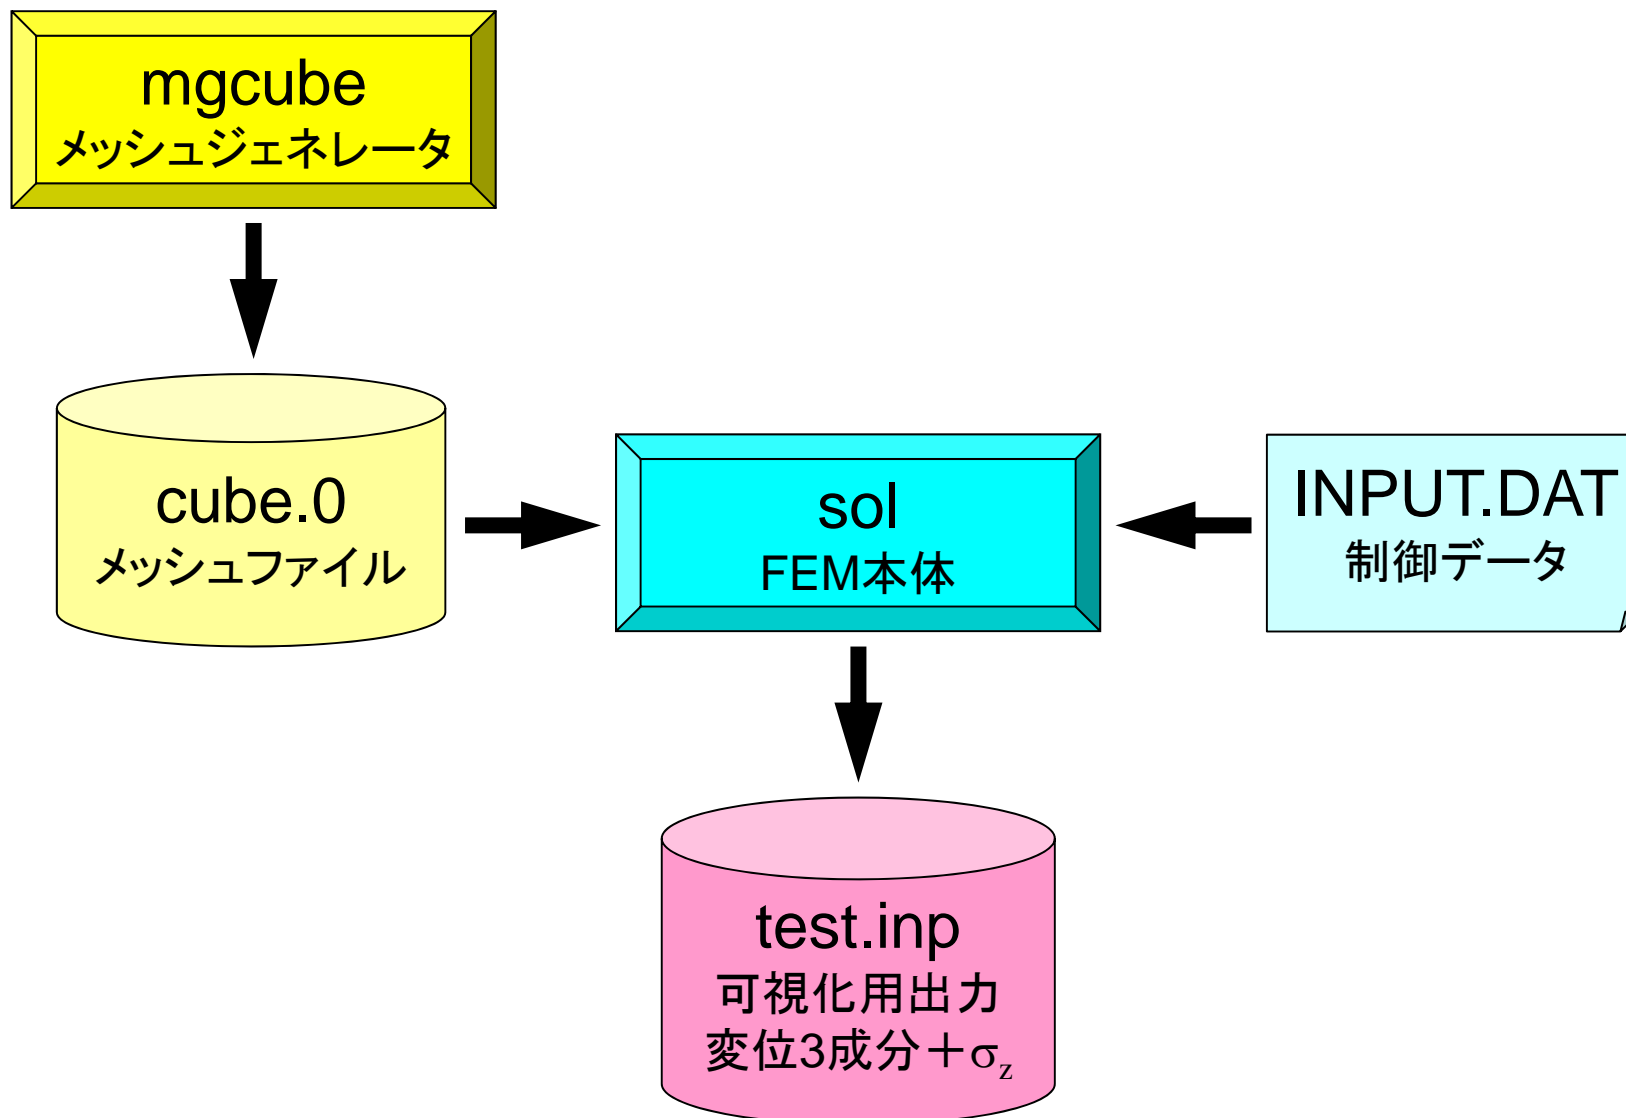 mgcube
メッシュジェネレータ
cube.0
メッシュファイル
sol
FEM本体
INPUT.DAT
制御データ
test.inp
可視化用出力
変位3成分＋σz